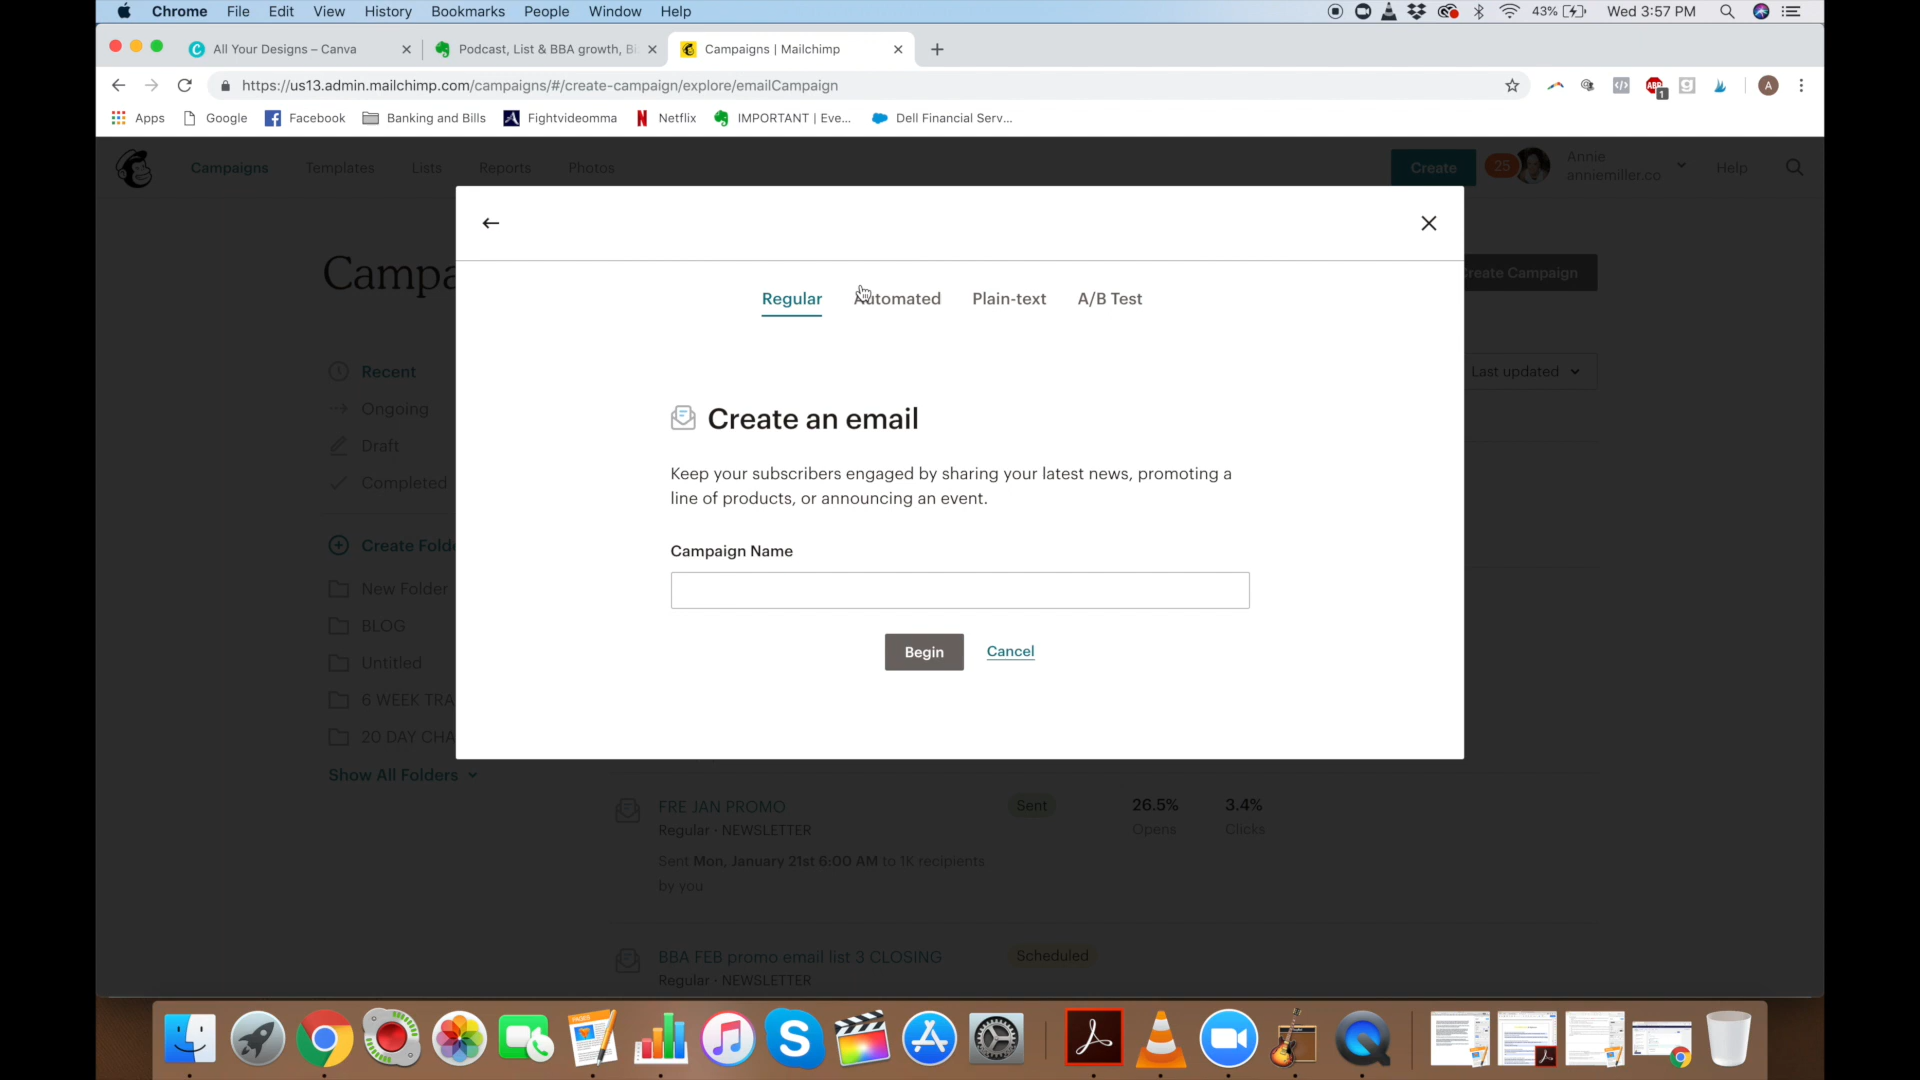 Chrome File Edit View History Bookmarks People Window Help 43% Wed 3:57 PM
All Your Designs – Canva Podcast, List & BBA growth, Campaigns | Mailchimp
https://us13.admin.mailchimp.com/campaigns/#/create-campaign/explore/emailCampaign
ABP 1 A
Apps Google Facebook Banking and Bills Fightvideomma Netflix IMPORTANT | Eve... Dell Financial Serv...
Campaigns Templates Lists Reports Photos Create 25 Annie Help
anniemiller.co
Campa Create Campaign
Regular Automated Plain-text A/B Test
Recent Last updated
Ongoing
Create an email
Draft
Keep your subscribers engaged by sharing your latest news, promoting a
Completed
line of products, or announcing an event.
Create Folde
Campaign Name
New Folder
BLOG
Begin Cancel
Untitled
6 WEEK TRA
20 DAY CHA
Show All Folders
FRE JAN PROMO Sent 26.5% 3.4%
Regular · NEWSLETTER Opens Clicks
Sent Mon, January 21st 6:00 AM to 1K recipients
by you
BBA FEB promo email list 3 CLOSING Scheduled
Regular · NEWSLETTER
PAGES